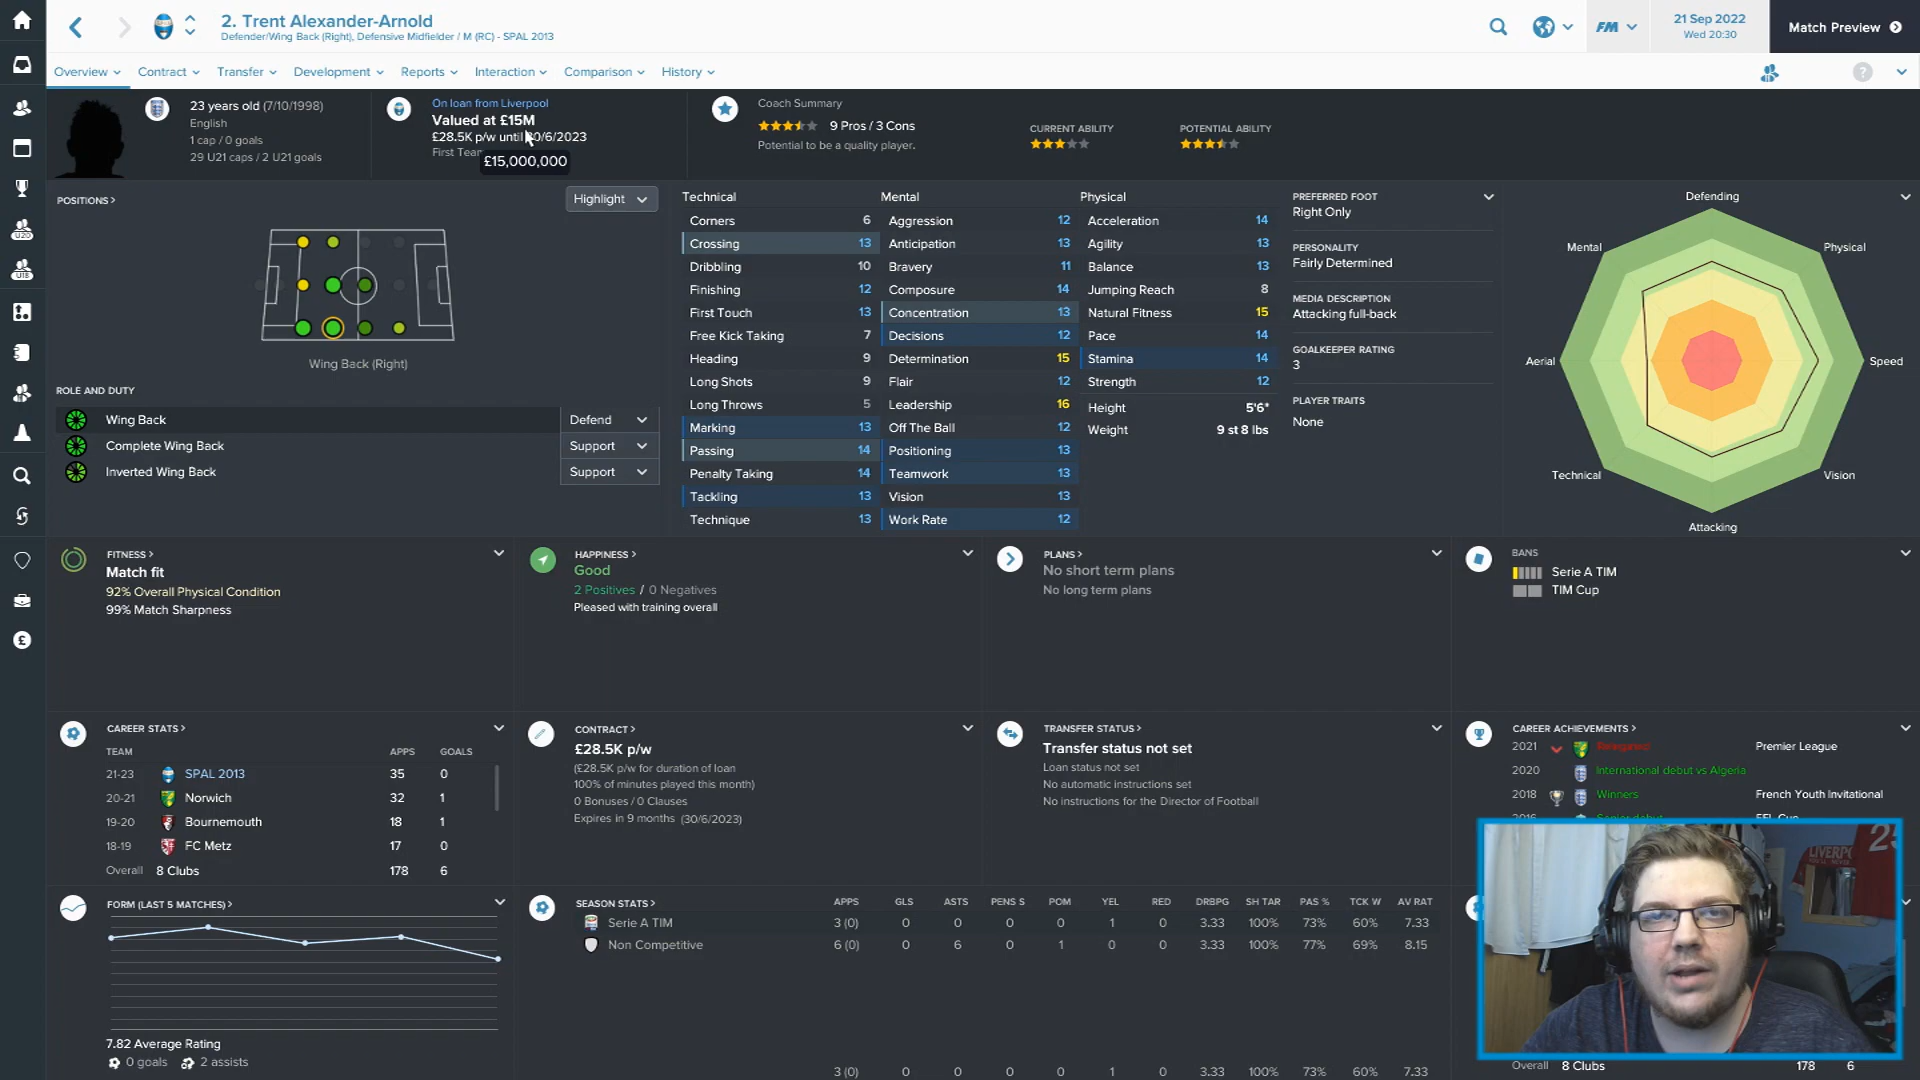 2. Trent Alexander-Arnold
Defender/Wing Back (Right), Defensive Midfielder / M (RC) - SPAL 2013
FM
21 Sep 2022
Wed 20:30
Match Preview
Overview
Contract
Transfer
Development
Reports
Interaction
Comparison
History
23 years old (7/10/1998)
English
1 cap / 0 goals
29 U21 caps / 2 U21 goals
On loan from Liverpool
Valued at £15M
£28.5K p/w until 30/6/2023
First Team
£15,000,000
Coach Summary
9 Pros / 3 Cons
Potential to be a quality player.
CURRENT ABILITY
POTENTIAL ABILITY
POSITIONS >
Highlight
Wing Back (Right)
ROLE AND DUTY
Wing Back Defend
Complete Wing Back Support
Inverted Wing Back Support
Technical
Corners 6
Crossing 13
Dribbling 10
Finishing 12
First Touch 13
Free Kick Taking 7
Heading 9
Long Shots 9
Long Throws 5
Marking 13
Passing 14
Penalty Taking 14
Tackling 13
Technique 13
Mental
Aggression 12
Anticipation 13
Bravery 11
Composure 14
Concentration 13
Decisions 12
Determination 15
Flair 12
Leadership 16
Off The Ball 12
Positioning 13
Teamwork 13
Vision 13
Work Rate 12
Physical
Acceleration 14
Agility 13
Balance 13
Jumping Reach 8
Natural Fitness 15
Pace 14
Stamina 14
Strength 12
Height 5'6"
Weight 9 st 8 lbs
PREFERRED FOOT
Right Only
PERSONALITY
Fairly Determined
MEDIA DESCRIPTION
Attacking full-back
GOALKEEPER RATING
3
PLAYER TRAITS
None
Defending
Physical
Speed
Vision
Attacking
Technical
Aerial
Mental
FITNESS >
Match fit
92% Overall Physical Condition
99% Match Sharpness
HAPPINESS >
Good
2 Positives / 0 Negatives
Pleased with training overall
PLANS >
No short term plans
No long term plans
BANS
Serie A TIM
TIM Cup
CAREER STATS >
TEAM APPS GOALS
21-23 SPAL 2013 35 0
20-21 Norwich 32 1
19-20 Bournemouth 18 1
18-19 FC Metz 17 0
Overall 8 Clubs 178 6
CONTRACT >
£28.5K p/w
(£28.5K p/w for duration of loan
100% of minutes played this month)
0 Bonuses / 0 Clauses
Expires in 9 months (30/6/2023)
TRANSFER STATUS >
Transfer status not set
Loan status not set
No automatic instructions set
No instructions for the Director of Football
CAREER ACHIEVEMENTS >
2021 Relegated Premier League
2020 International debut vs Algeria
2018 Winners French Youth Invitational
2016 Senior debut EFL Cup
FORM (LAST 5 MATCHES) >
7.82 Average Rating
0 goals 2 assists
SEASON STATS >
APPS GLS ASTS PENS S POM YEL RED DRBPG SH TAR PAS % TCK W AV RAT
Serie A TIM 3 (0) 0 0 0 0 1 0 3.33 100% 73% 60% 7.33
Non Competitive 6 (0) 0 6 0 1 0 0 3.33 100% 77% 69% 8.15
3 (0) 0 0 0 0 1 0 3.33 100% 73% 60% 7.33
Overall 8 Clubs 178 6